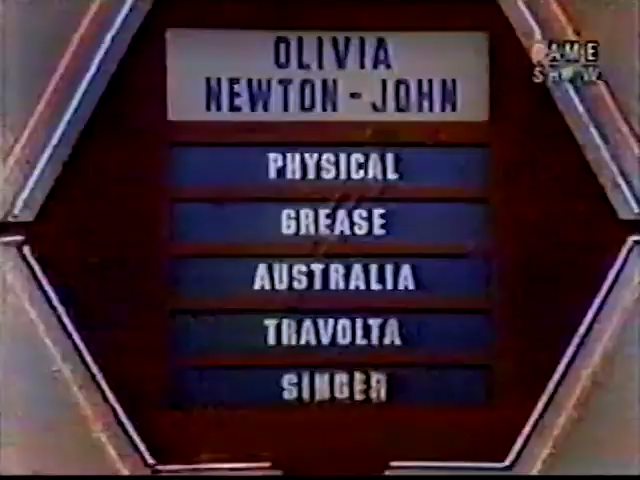 OLIVIA
NEWTON-JOHN
GAME
SHOW
PHYSICAL
GREASE
AUSTRALIA
TRAVOLTA
SINGER